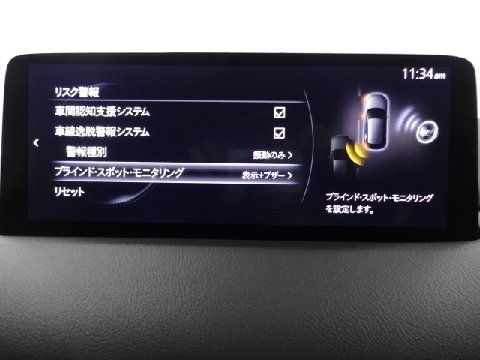 11:34am
リスク警報
車間認知支援システム
車線逸脱警報システム
警報種別 振動のみ
ブラインド・スポット・モニタリング 表示+ブザー
リセット
ブラインド・スポット・モニタリング
を設定します。